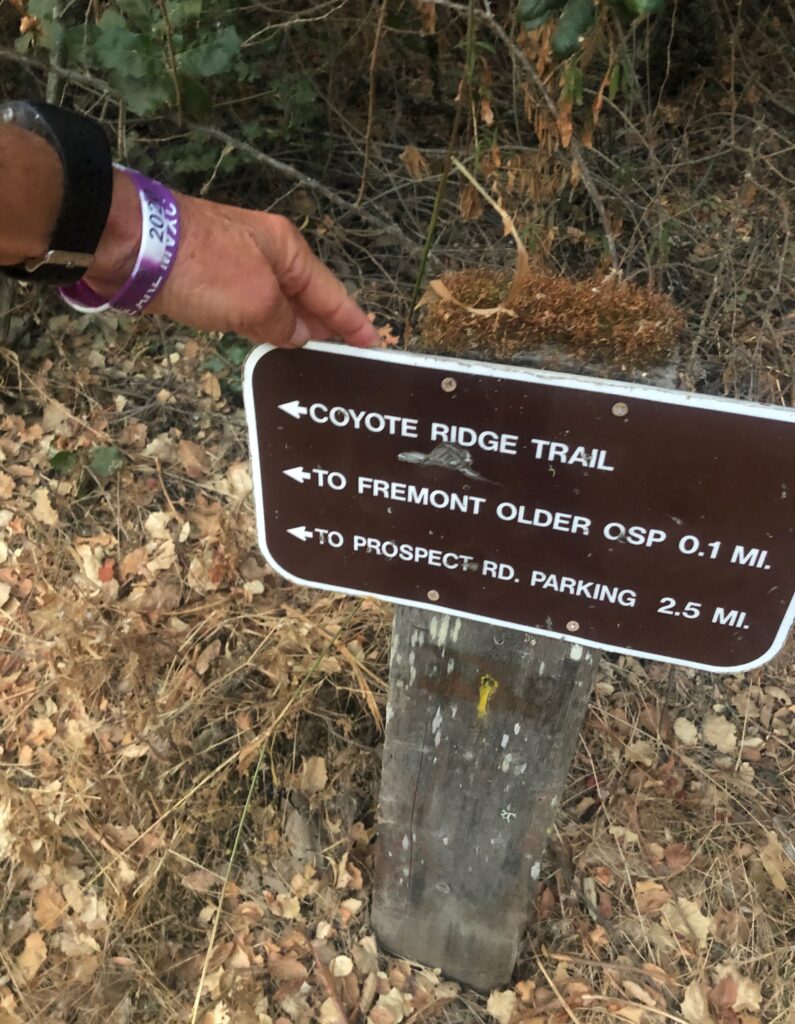 ←COYOTE RIDGE TRAIL
←TO FREMONT OLDER OSP 0.1 MI.
←TO PROSPECT RD. PARKING 2.5 MI.